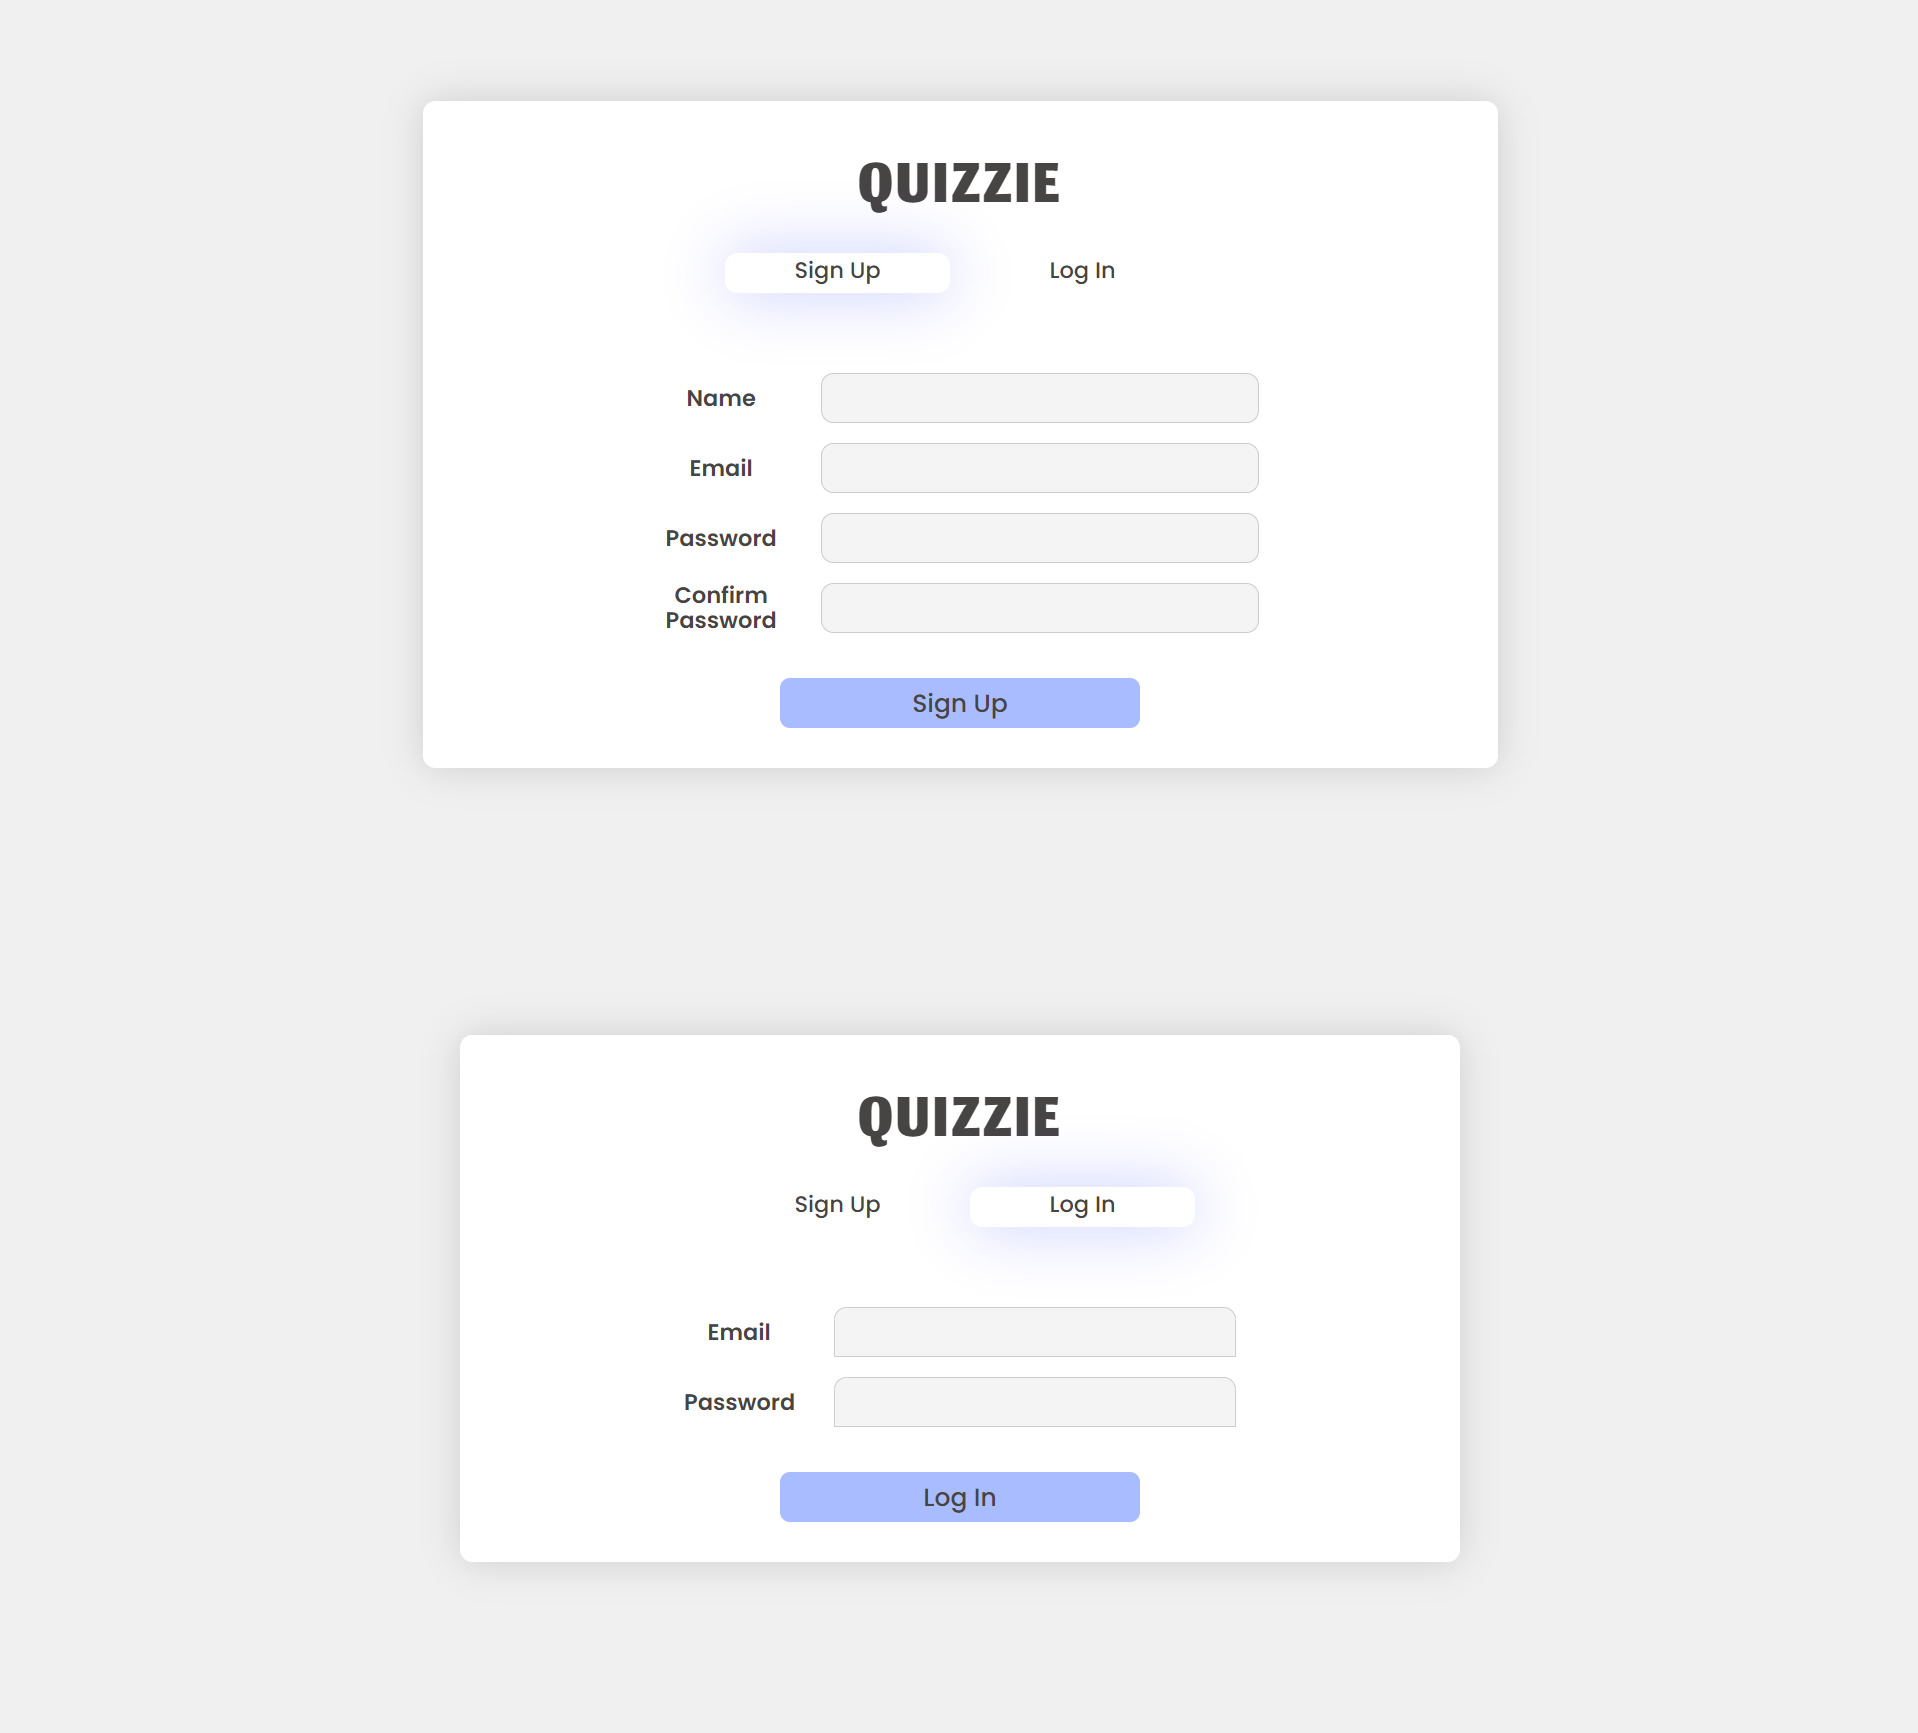 QUIZZIE
Sign Up Log In
Name
Email
Password
Confirm
Password
Sign Up
QUIZZIE
Sign Up Log In
Email
Password
Log In